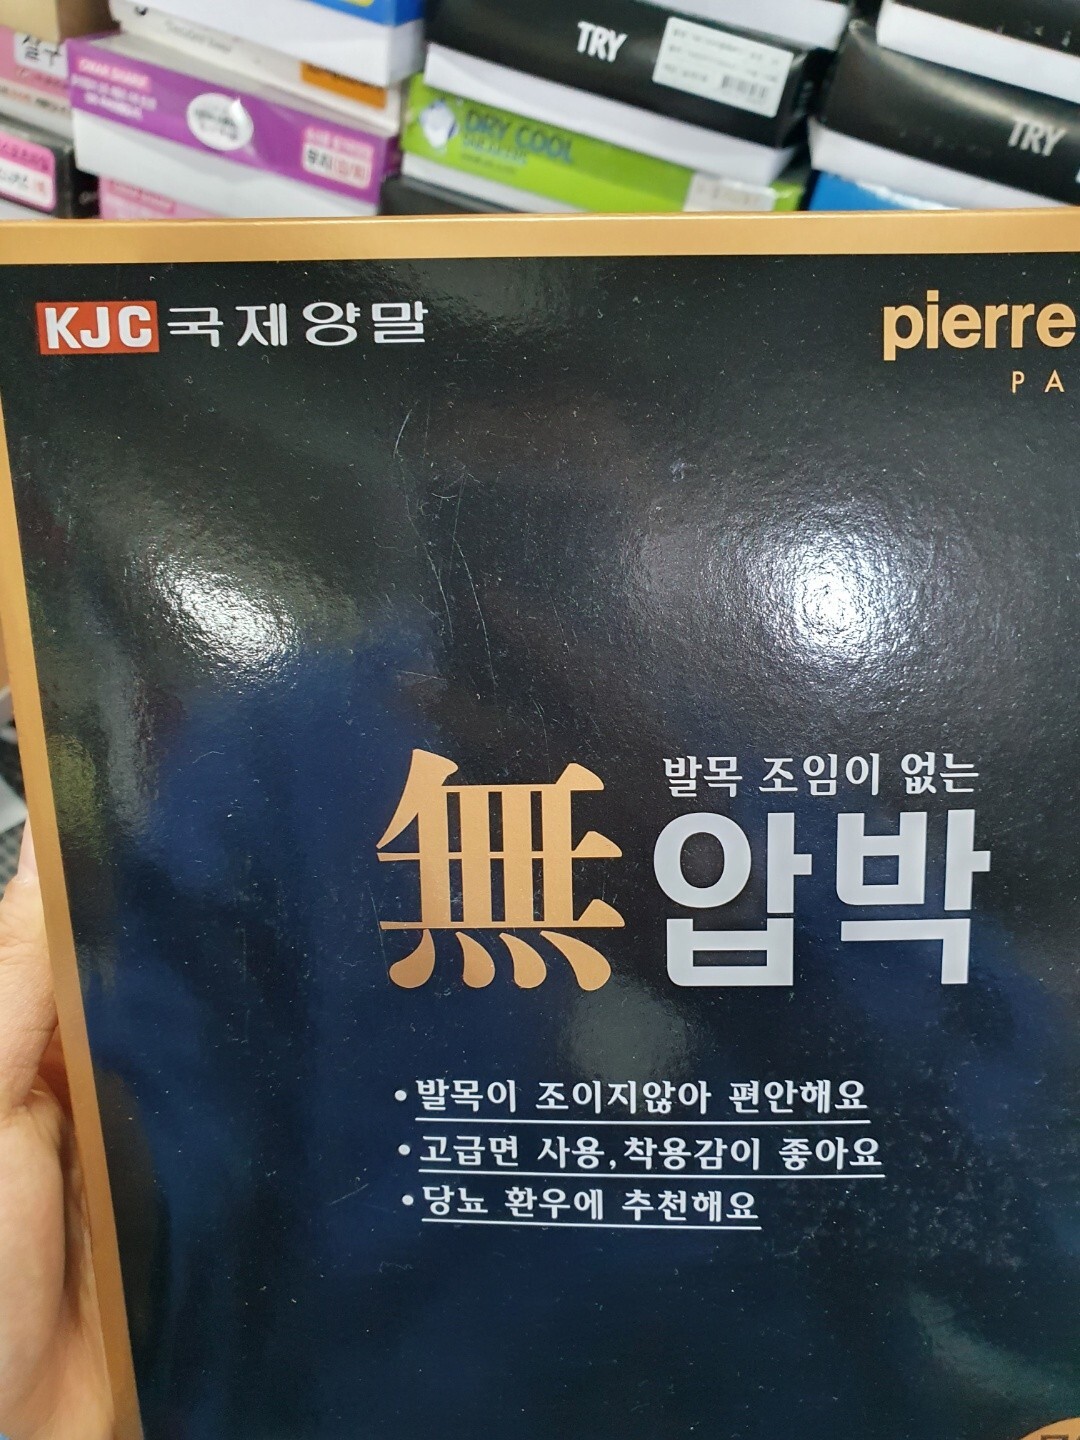 TRY
DRY COOL
SNEAKERS
TRY
KJC 국제양말
pierre
PA
발목 조임이 없는
無압박
•발목이 조이지않아 편안해요
•고급면 사용,착용감이 좋아요
•당뇨 환우에 추천해요